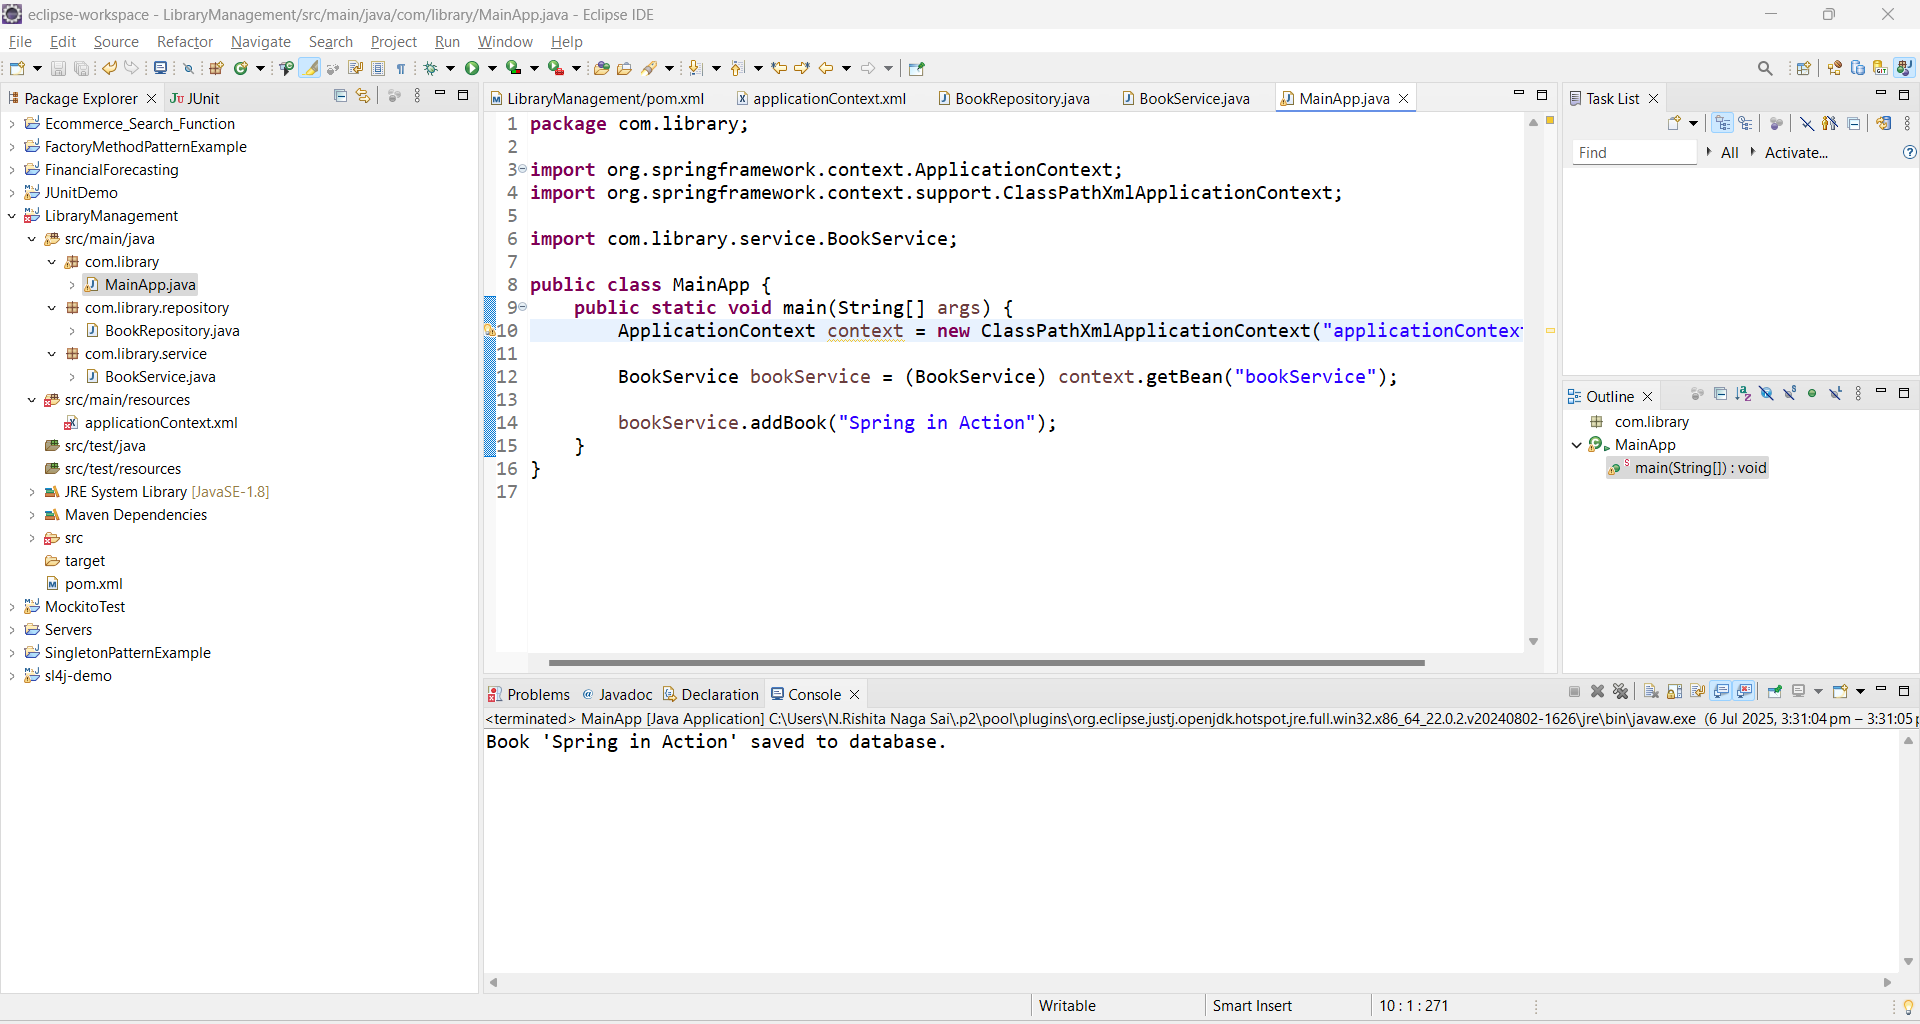 eclipse-workspace - LibraryManagement/src/main/java/com/library/MainApp.java - Eclipse IDE
File Edit Source Refactor Navigate Search Project Run Window Help
Package Explorer
JUnit
Ecommerce_Search_Function
FactoryMethodPatternExample
FinancialForecasting
JUnitDemo
LibraryManagement
src/main/java
com.library
MainApp.java
com.library.repository
BookRepository.java
com.library.service
BookService.java
src/main/resources
applicationContext.xml
src/test/java
src/test/resources
JRE System Library [JavaSE-1.8]
Maven Dependencies
src
target
pom.xml
MockitoTest
Servers
SingletonPatternExample
sl4j-demo
LibraryManagement/pom.xml applicationContext.xml BookRepository.java BookService.java MainApp.java
1 package com.library;
2
3 import org.springframework.context.ApplicationContext;
4 import org.springframework.context.support.ClassPathXmlApplicationContext;
5
6 import com.library.service.BookService;
7
8 public class MainApp {
9 public static void main(String[] args) {
10 ApplicationContext context = new ClassPathXmlApplicationContext("applicationContex
11
12 BookService bookService = (BookService) context.getBean("bookService");
13
14 bookService.addBook("Spring in Action");
15 }
16 }
17
Task List
Find All Activate...
Outline
com.library
MainApp
main(String[]) : void
Problems Javadoc Declaration Console
<terminated> MainApp [Java Application] C:\Users\N.Rishita Naga Sai\.p2\pool\plugins\org.eclipse.justj.openjdk.hotspot.jre.full.win32.x86_64_22.0.2.v20240802-1626\jre\bin\javaw.exe (6 Jul 2025, 3:31:04 pm – 3:31:05 p
Book 'Spring in Action' saved to database.
Writable Smart Insert 10 : 1 : 271